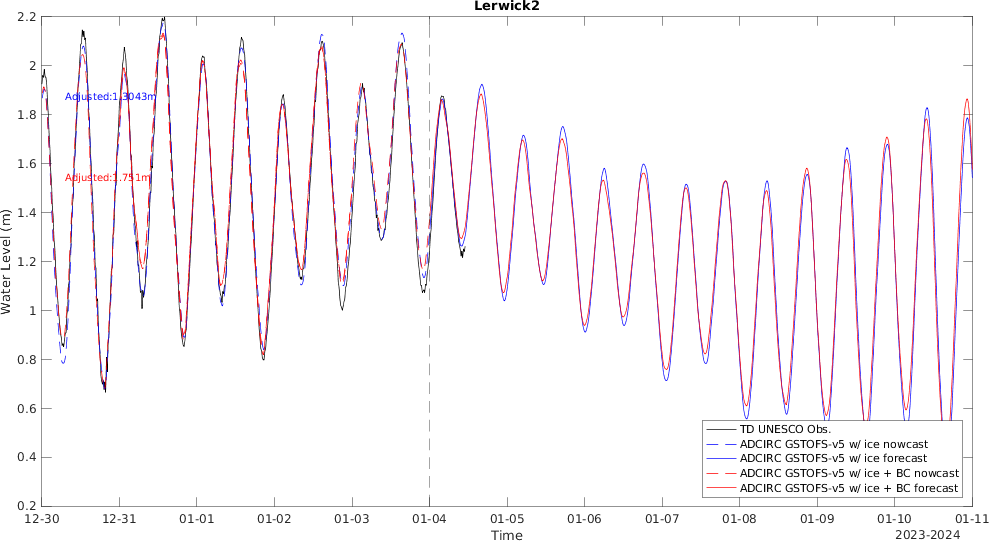 Lerwick2
2.2
2
1.8
1.6
1.4
1.2
1
0.8
0.6
0.4
0.2
Water Level (m)
Adjusted:1.3043m
Adjusted:1.751m
TD UNESCO Obs.
ADCIRC GSTOFS-v5 w/ ice nowcast
ADCIRC GSTOFS-v5 w/ ice forecast
ADCIRC GSTOFS-v5 w/ ice + BC nowcast
ADCIRC GSTOFS-v5 w/ ice + BC forecast
12-30 12-31 01-01 01-02 01-03 01-04 01-05 01-06 01-07 01-08 01-09 01-10 01-11
Time
2023-2024